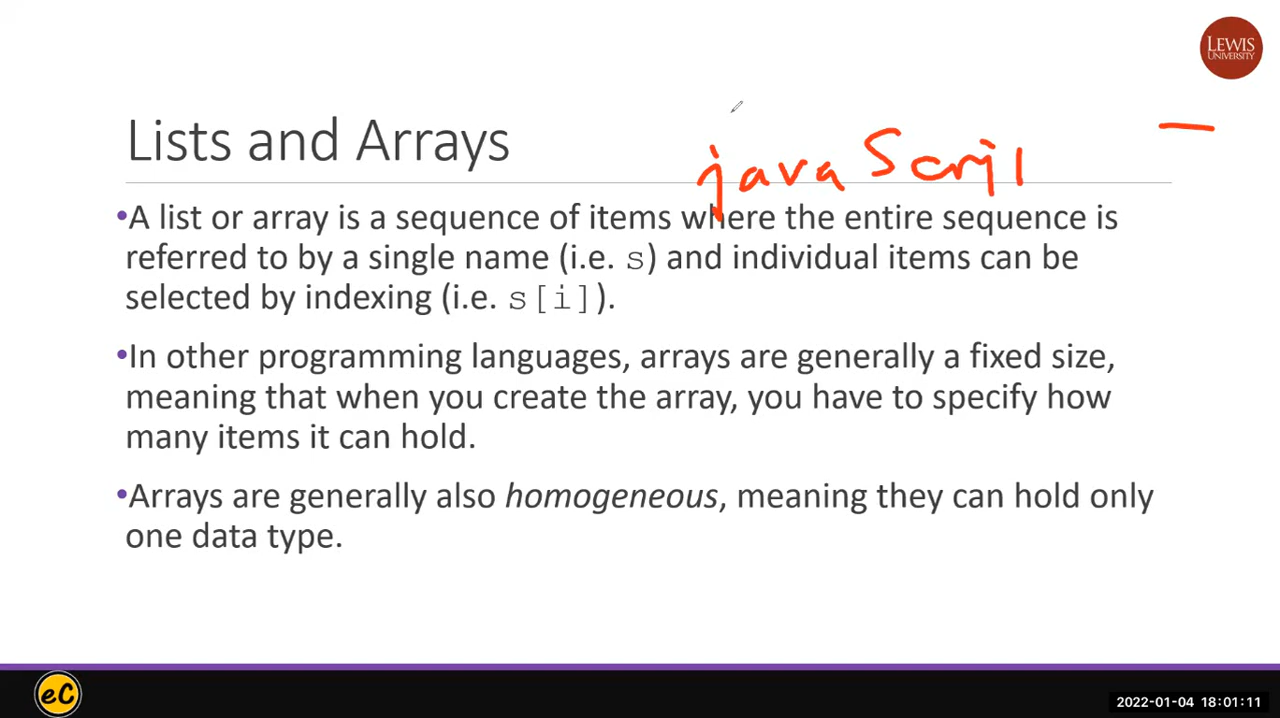 LEWIS
UNIVERSITY
Lists and Arrays
javaScri
•A list or array is a sequence of items where the entire sequence is
referred to by a single name (i.e. s) and individual items can be
selected by indexing (i.e. s[i]).
•In other programming languages, arrays are generally a fixed size,
meaning that when you create the array, you have to specify how
many items it can hold.
•Arrays are generally also homogeneous, meaning they can hold only
one data type.
eC
2022-01-04 18:01:11